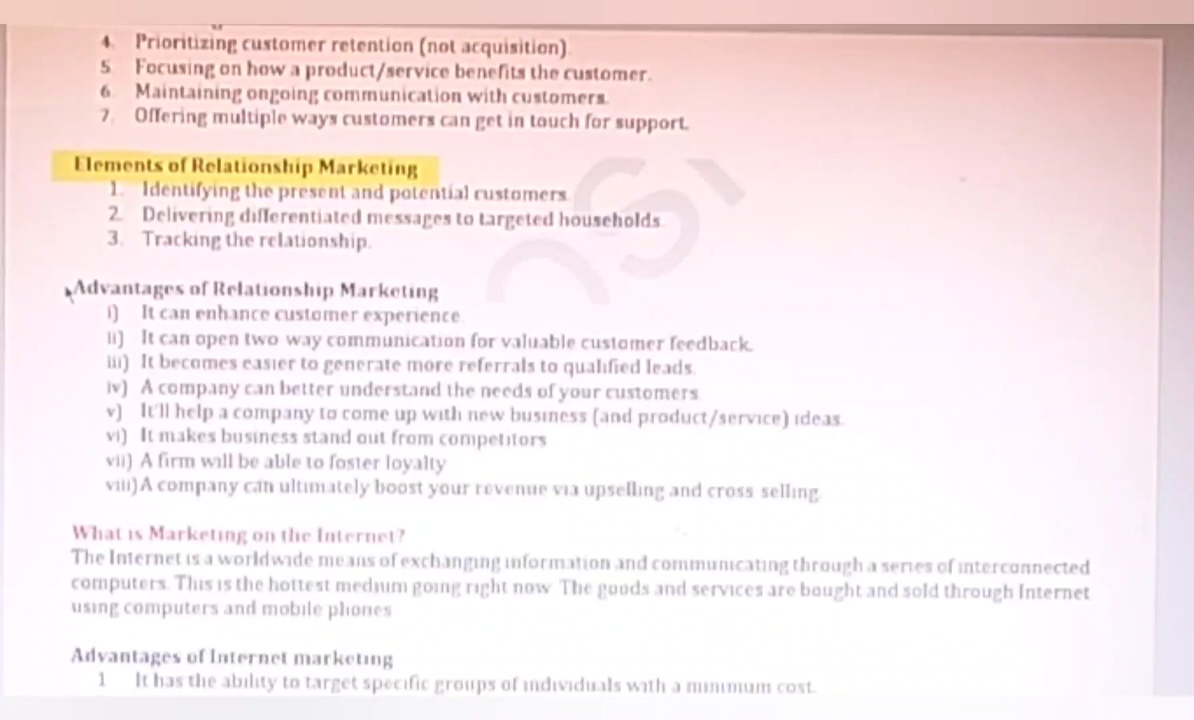 4. Prioritizing customer retention (not acquisition).
5. Focusing on how a product/service benefits the customer.
6. Maintaining ongoing communication with customers.
7. Offering multiple ways customers can get in touch for support.
Elements of Relationship Marketing
1. Identifying the present and potential customers.
2. Delivering differentiated messages to targeted households.
3. Tracking the relationship.
Advantages of Relationship Marketing
i) It can enhance customer experience
ii) It can open two way communication for valuable customer feedback.
iii) It becomes easier to generate more referrals to qualified leads.
iv) A company can better understand the needs of your customers
v) It'll help a company to come up with new business (and product/service) ideas.
vi) It makes business stand out from competitors
vii) A firm will be able to foster loyalty
viii) A company can ultimately boost your revenue via upselling and cross selling
What is Marketing on the Internet?
The Internet is a worldwide means of exchanging information and communicating through a series of interconnected
computers. This is the hottest medium going right now The goods and services are bought and sold through Internet
using computers and mobile phones
Advantages of Internet marketing
1 It has the ability to target specific groups of individuals with a minimum cost.